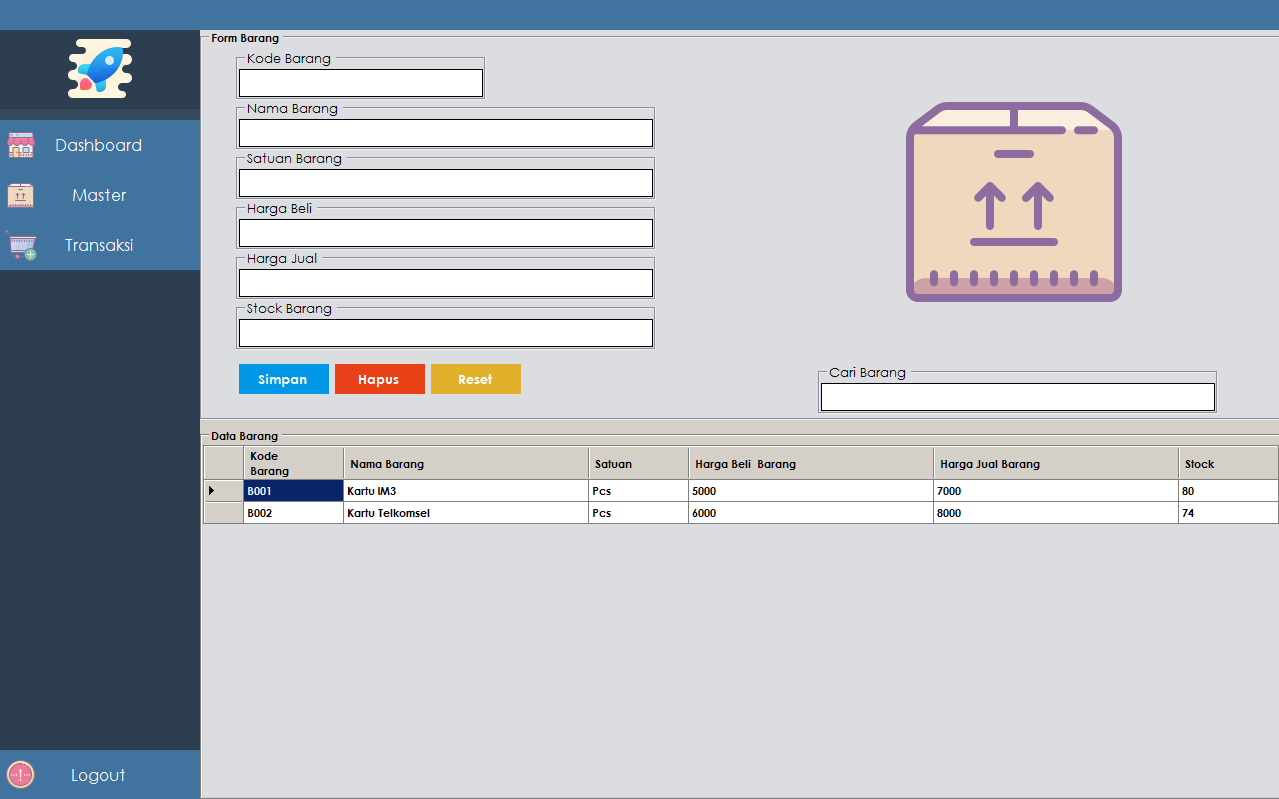 Form Barang
Kode Barang
Nama Barang
Dashboard
Satuan Barang
Master
Harga Beli
Transaksi
Harga Jual
Stock Barang
Simpan Hapus Reset
Cari Barang
Data Barang
Kode Barang Nama Barang Satuan Harga Beli Barang Harga Jual Barang Stock
B001 Kartu IM3 Pcs 5000 7000 80
B002 Kartu Telkomsel Pcs 6000 8000 74
Logout